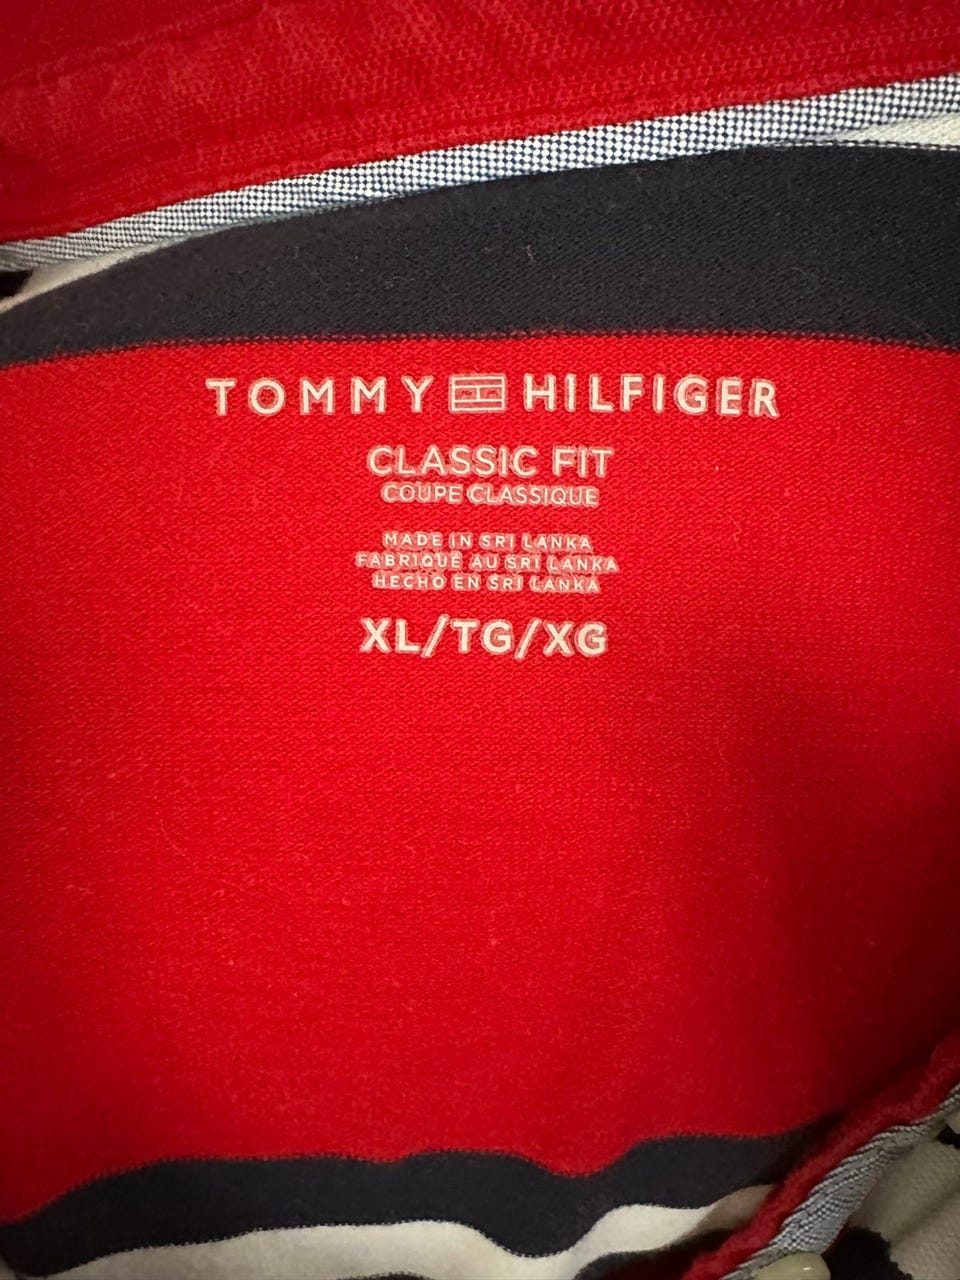 TOMMY HILFIGER
CLASSIC FIT
COUPE CLASSIQUE
MADE IN SRI LANKA
FABRIQUÉ AU SRI LANKA
HECHO EN SRI LANKA
XL/TG/XG